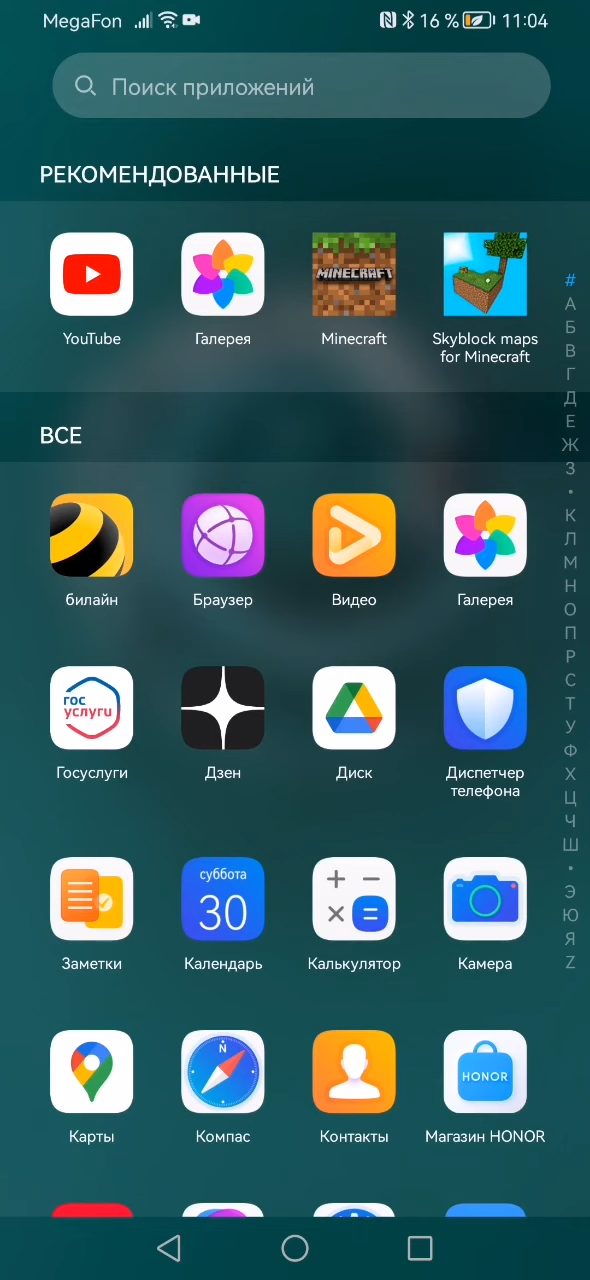 MegaFon 16 % 11:04
Поиск приложений
РЕКОМЕНДОВАННЫЕ
MINECRAFT
YouTube Галерея Minecraft Skyblock maps
for Minecraft
#
А
Б
В
Г
Д
Е
Ж
З
•
К
Л
М
Н
О
П
Р
С
Т
У
Ф
Х
Ц
Ч
Ш
•
Э
Ю
Я
Z
ВСЕ
билайн Браузер Видео Галерея
гос
услуги
Госуслуги Дзен Диск Диспетчер
телефона
суббота
30
Заметки Календарь Калькулятор Камера
N
HONOR
Карты Компас Контакты Магазин HONOR